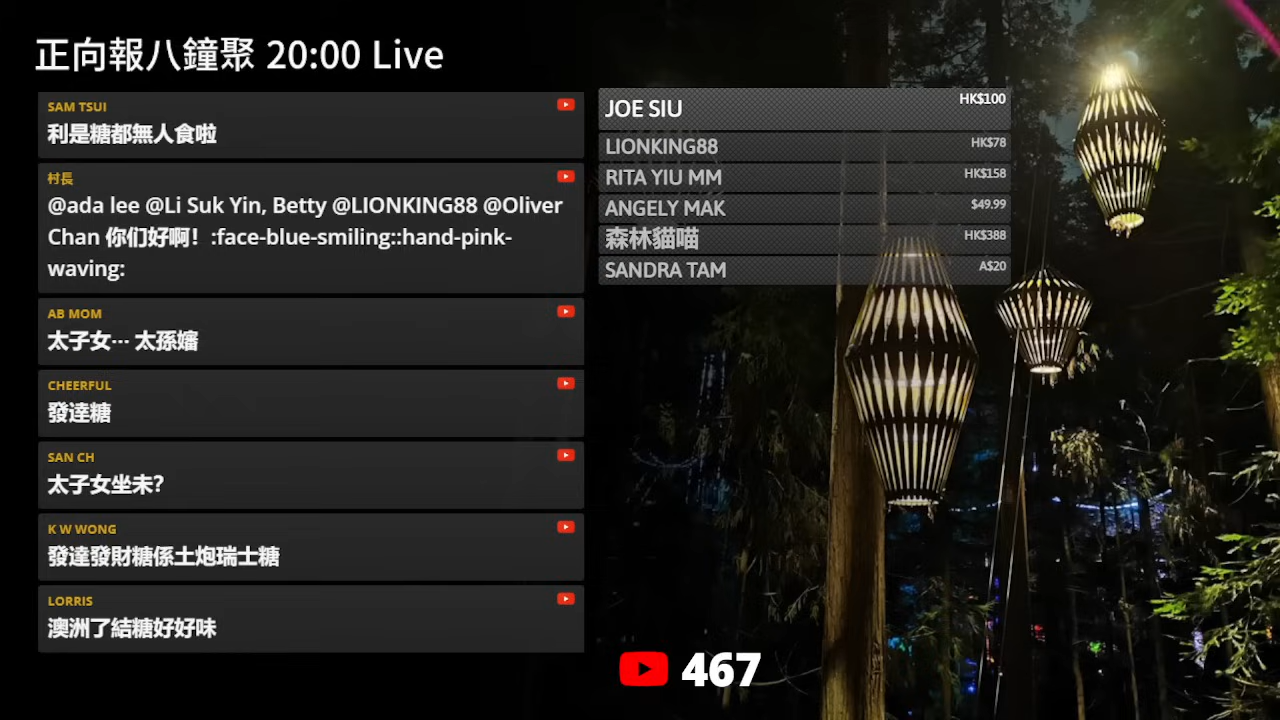 正向報八鐘聚 20:00 Live
SAM TSUI
利是糖都無人食啦
村長
@ada lee @Li Suk Yin, Betty @LIONKING88 @Oliver
Chan 你们好啊！:face-blue-smiling::hand-pink-
waving:
AB MOM
太子女… 太孫嬸
CHEERFUL
發達糖
SAN CH
太子女坐未?
K W WONG
發達發財糖係土炮瑞士糖
LORRIS
澳洲了結糖好好味
JOE SIU HK$100
LIONKING88 HK$78
RITA YIU MM HK$158
ANGELY MAK $49.99
森林貓喵 HK$388
SANDRA TAM A$20
467